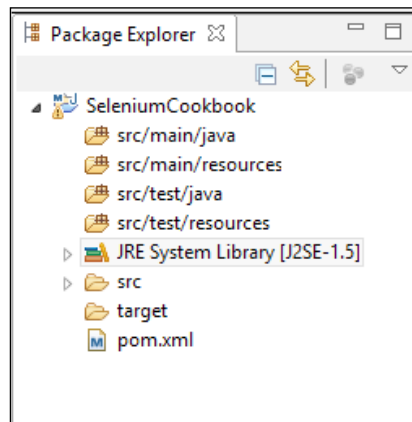 Package Explorer
SeleniumCookbook
src/main/java
src/main/resources
src/test/java
src/test/resources
JRE System Library [J2SE-1.5]
src
target
pom.xml